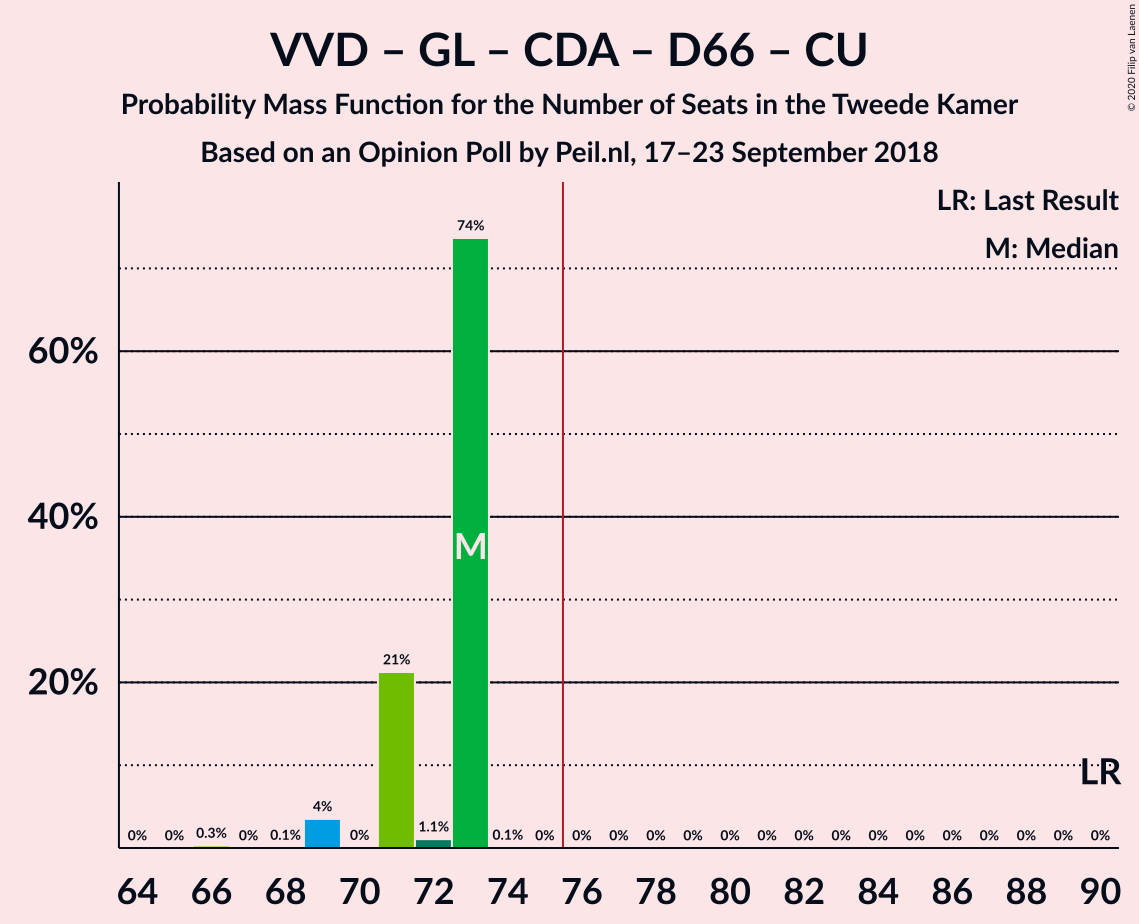 VVD – GL – CDA – D66 – CU
Probability Mass Function for the Number of Seats in the Tweede Kamer
Based on an Opinion Poll by Peil.nl, 17–23 September 2018
© 2020 Filip van Laenen
LR: Last Result
M: Median
74%
60%
40%
M
21%
20%
LR
4%
1.1%
0% 0% 0.3% 0% 0.1% 0% 0.1% 0% 0% 0% 0% 0% 0% 0% 0% 0% 0% 0% 0% 0% 0% 0% 0%
64 66 68 70 72 74 76 78 80 82 84 86 88 90